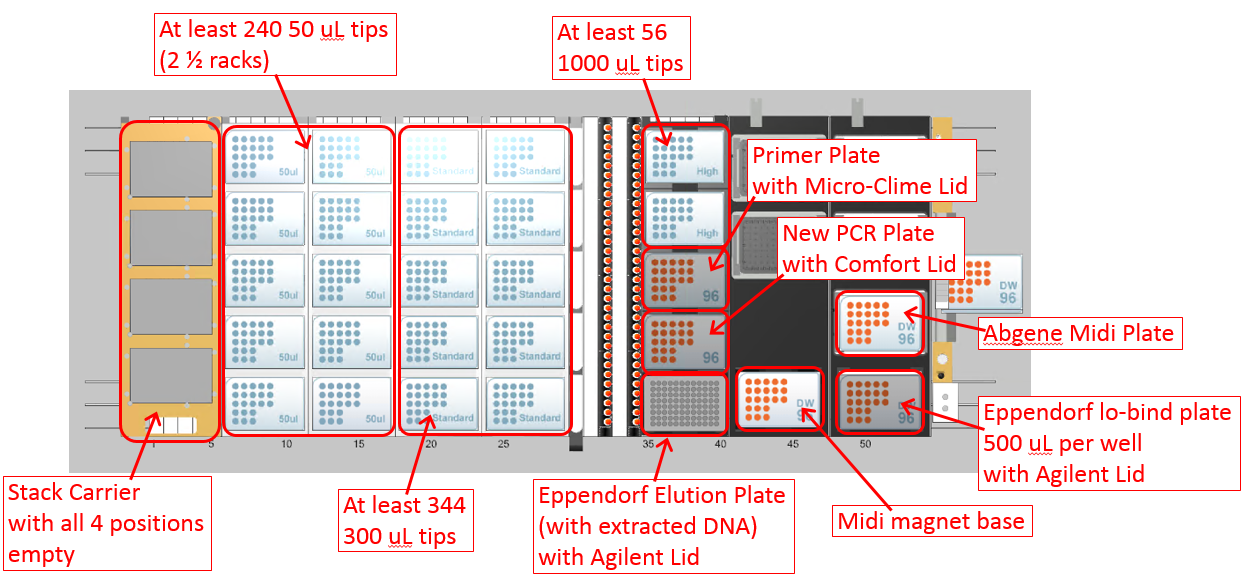 At least 240 50 uL tips
(2 ½ racks)
At least 56
1000 uL tips
Primer Plate
with Micro-Clime Lid
New PCR Plate
with Comfort Lid
Abgene Midi Plate
Eppendorf lo-bind plate
500 uL per well
with Agilent Lid
Midi magnet base
Eppendorf Elution Plate
(with extracted DNA)
with Agilent Lid
At least 344
300 uL tips
Stack Carrier
with all 4 positions
empty
50ul 50ul Standard Standard High
50ul 50ul Standard Standard High
50ul 50ul Standard Standard 96 DW 96
50ul 50ul Standard Standard 96 DW 96
50ul 50ul Standard Standard DW DW 96
1 5 10 15 20 25 35 40 45 50